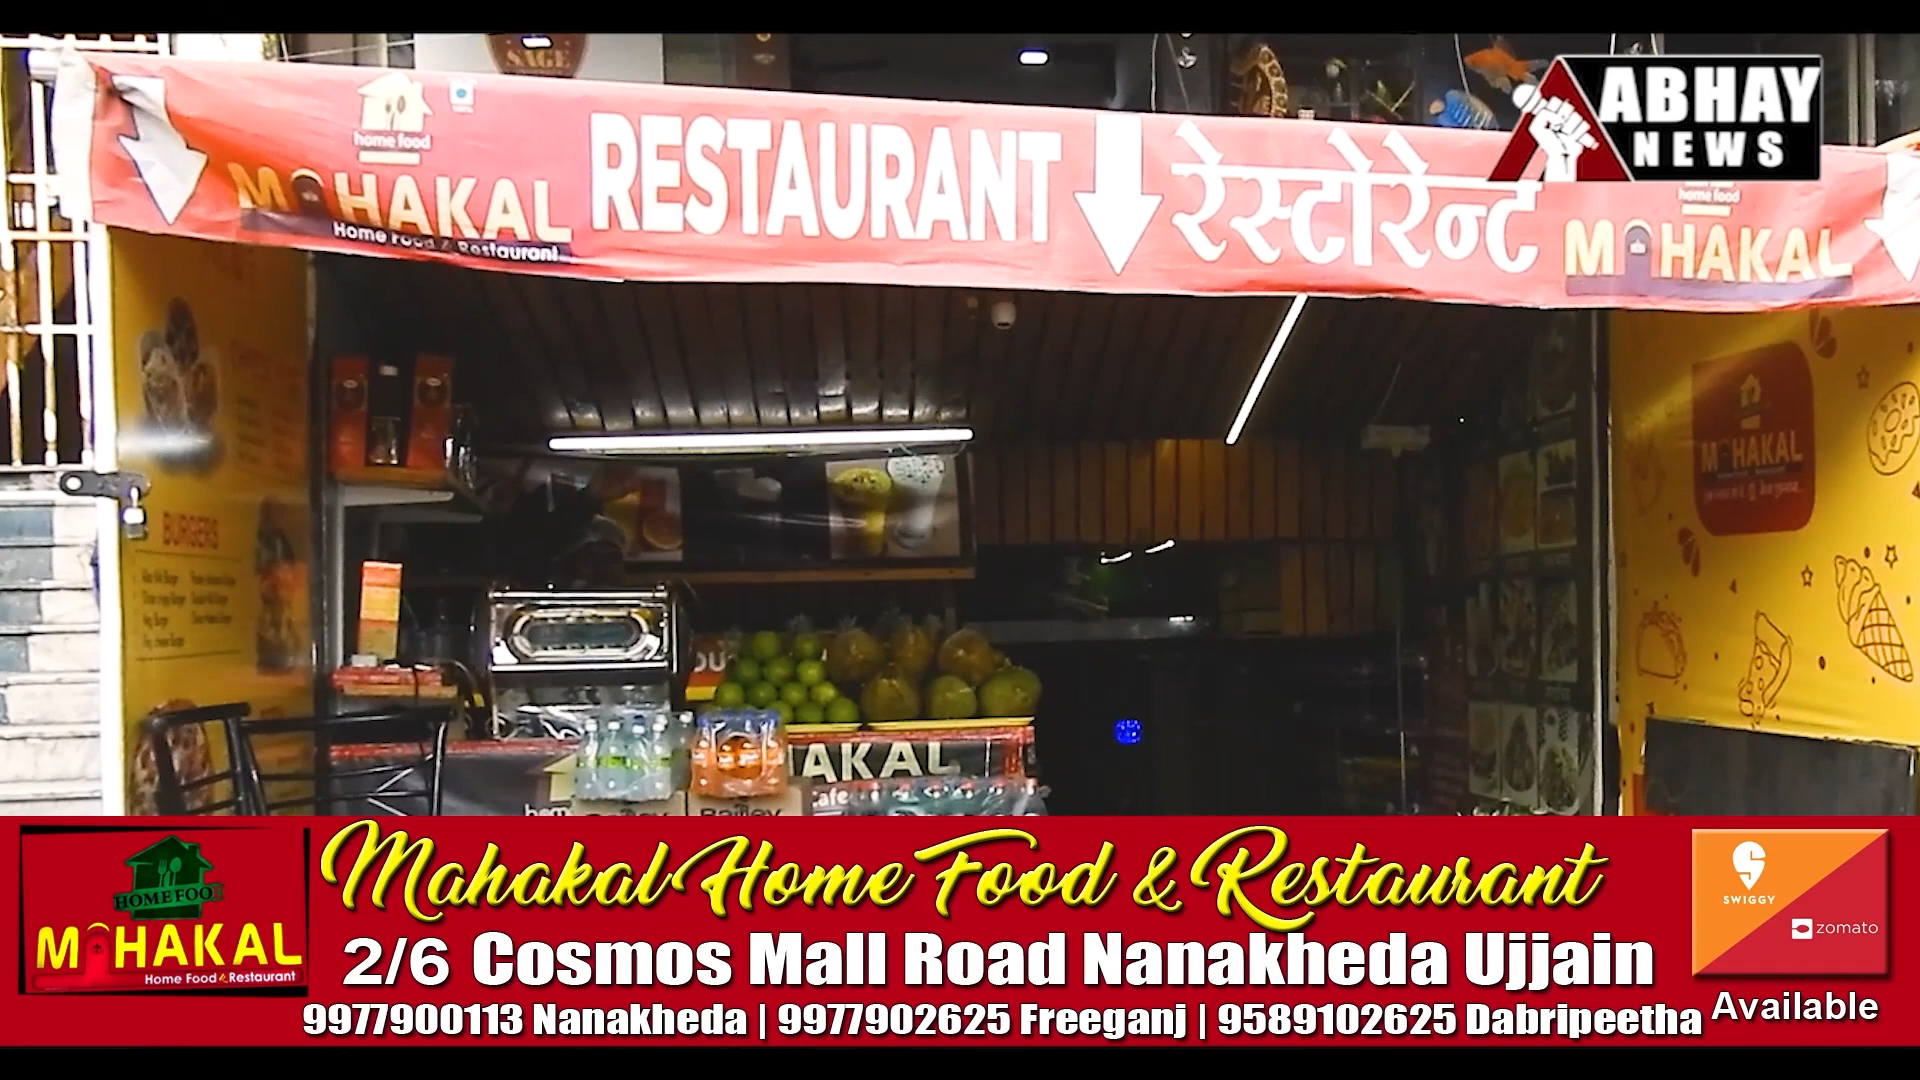 SAGE
ABHAY
NEWS
home food
MAHAKAL
Home Food & Restaurant
RESTAURANT
रेस्टोरेन्ट
home food
MAHAKAL
MAHAKAL
BURGERS
AKAL
Bailey
HOME FOOD
MAHAKAL
Home Food & Restaurant
Mahakal Home Food & Restaurant
2/6 Cosmos Mall Road Nanakheda Ujjain
9977900113 Nanakheda | 9977902625 Freeganj | 9589102625 Dabripeetha
SWIGGY
zomato
Available